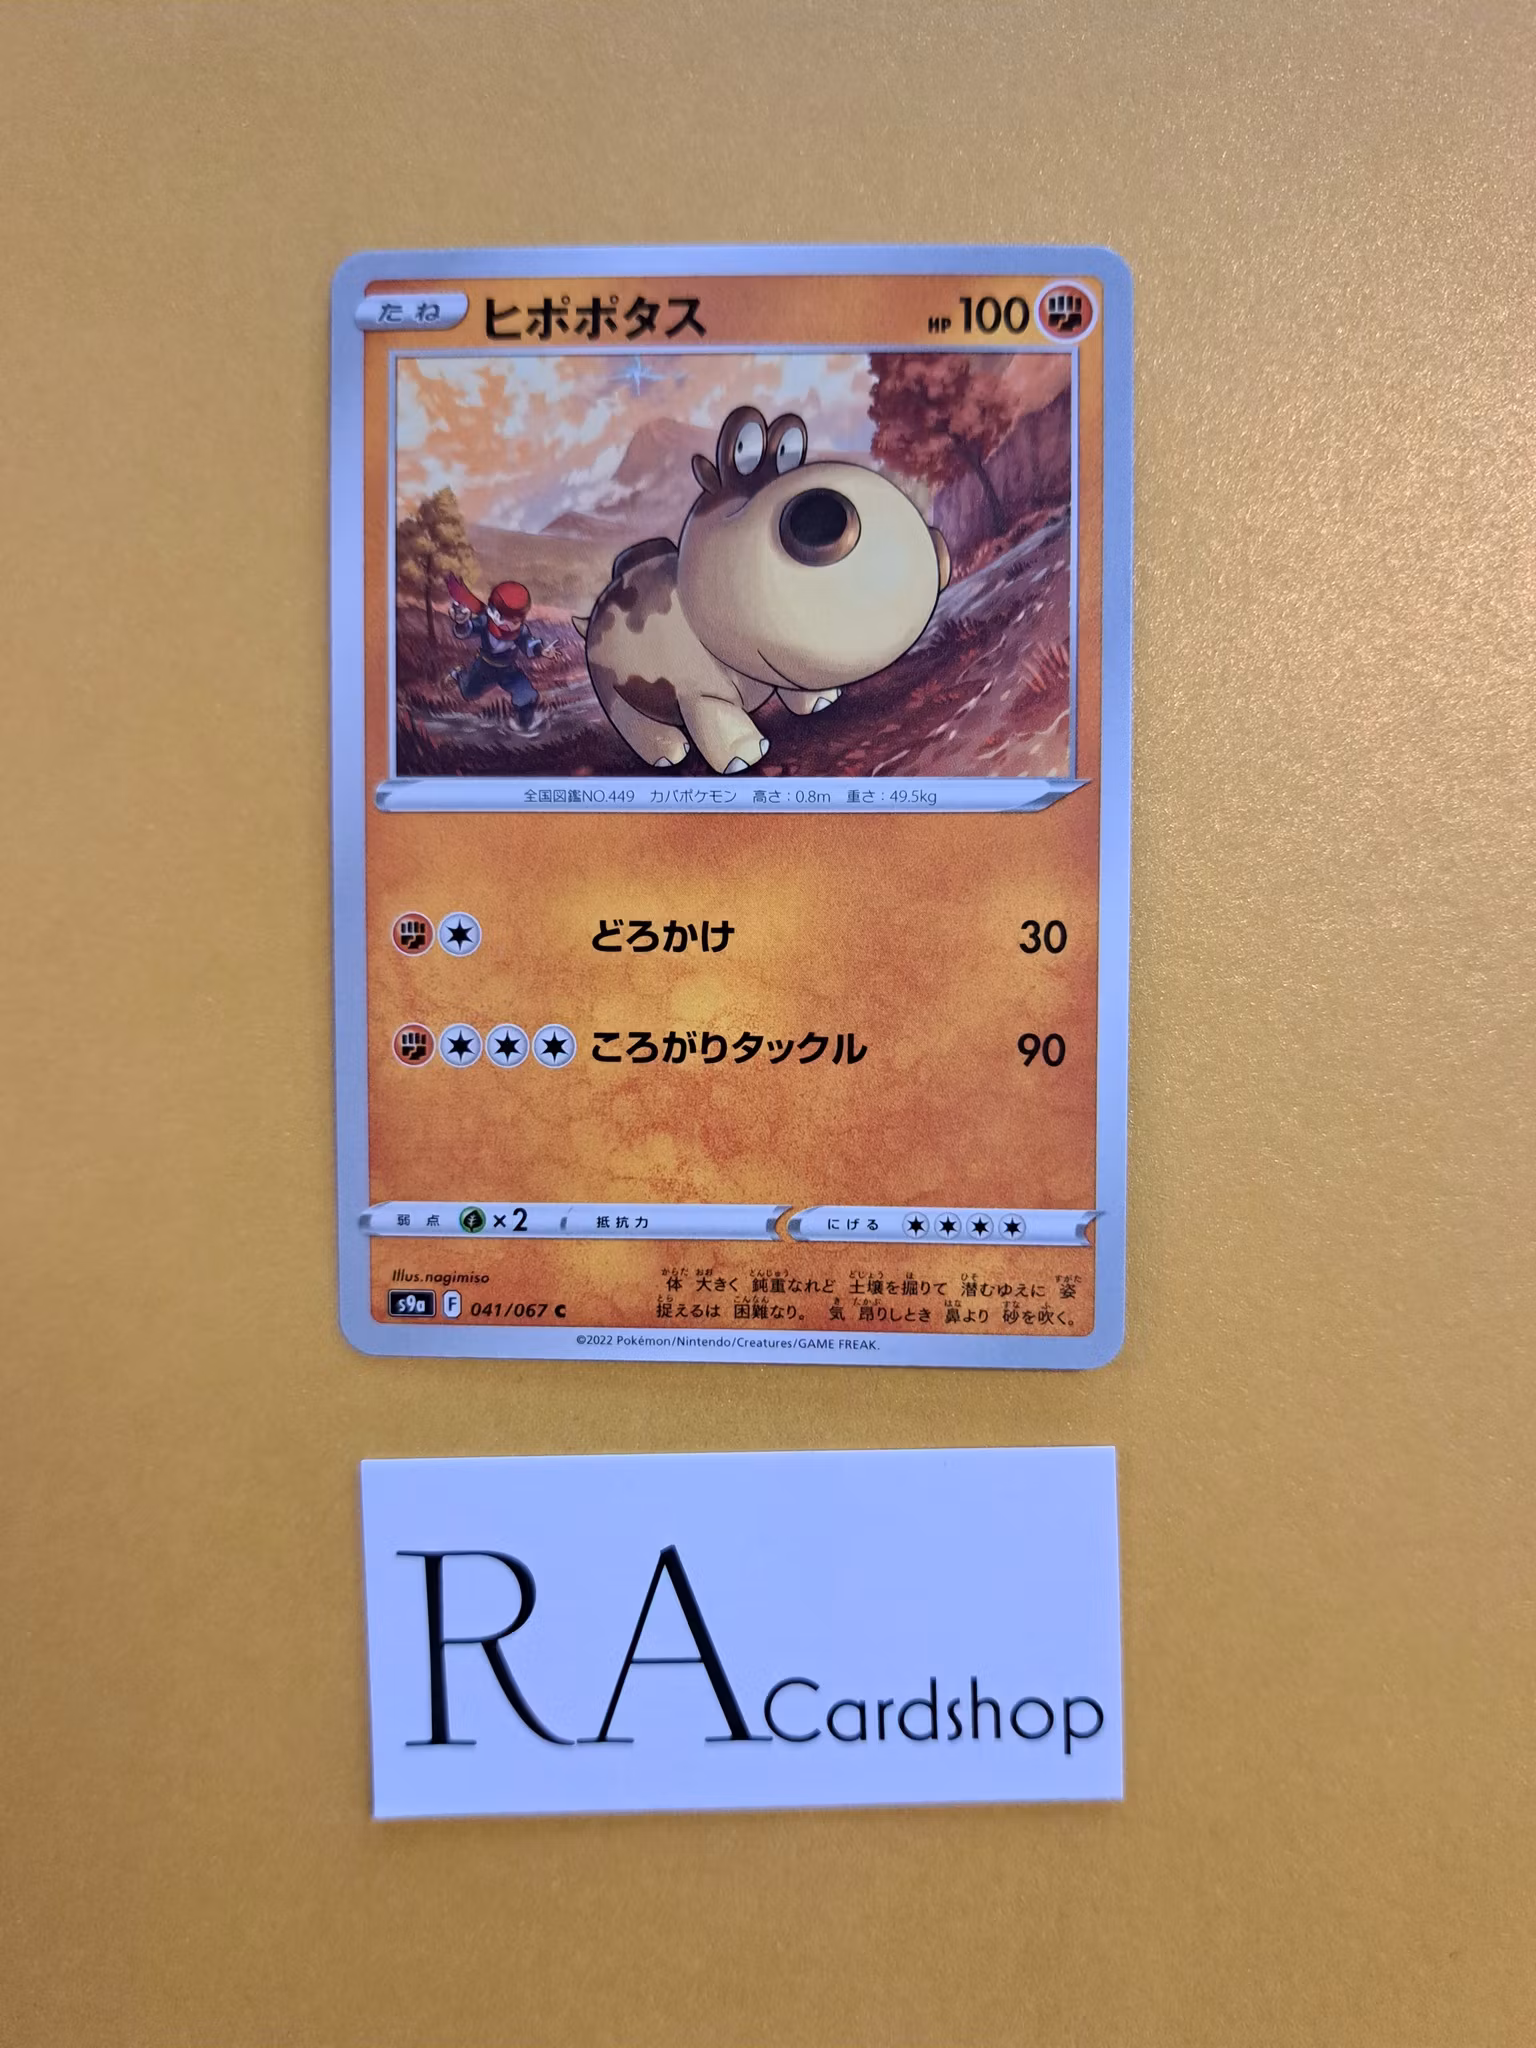 たね ヒポポタス HP 100
全国図鑑NO.449 カバポケモン 高さ：0.8m 重さ：49.5kg
どろかけ 30
ころがりタックル 90
弱点 ×2 抵抗力 にげる
Illus.nagimiso
体 大きく 鈍重なれど 土壌を掘りて 潜むゆえに 姿
捉えるは 困難なり。 気 昂りしとき 鼻より 砂を吹く。
s9a F 041/067 C
©2022 Pokémon/Nintendo/Creatures/GAME FREAK.
RA Cardshop